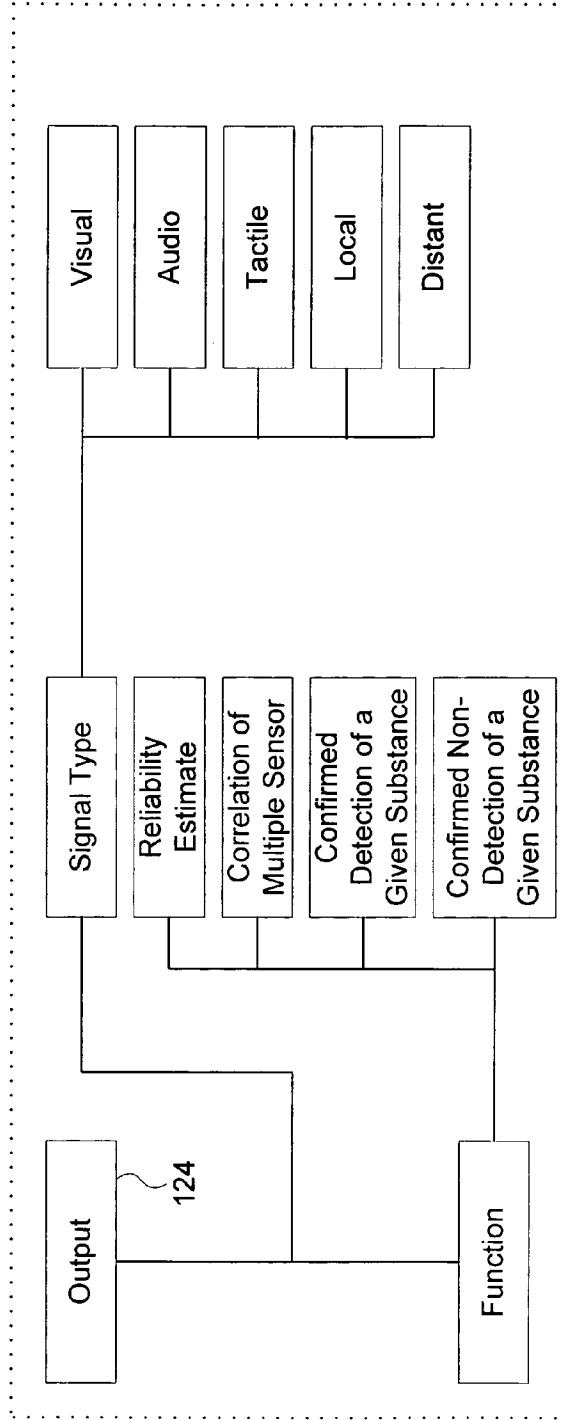 Output
124
Function
Signal Type
Reliability
Estimate
Correlation of
Multiple Sensor
Confirmed
Detection of a
Given Substance
Confirmed Non-
Detection of a
Given Substance
Visual
Audio
Tactile
Local
Distant